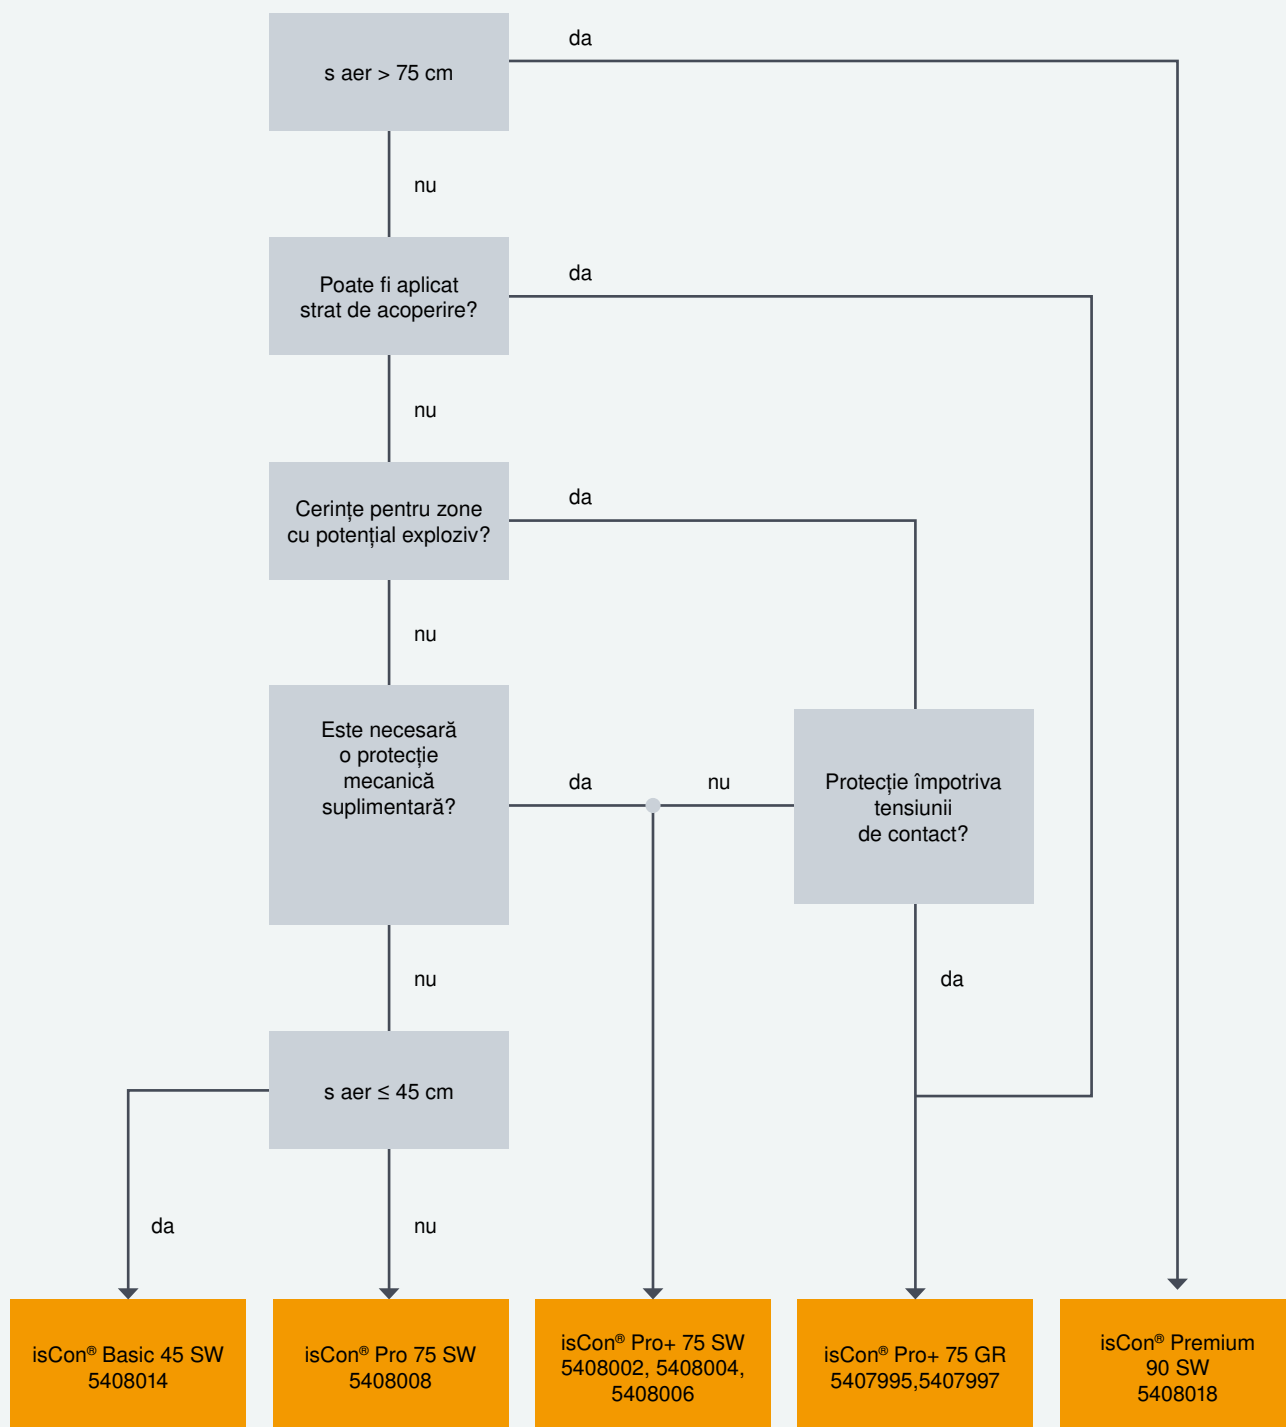 da
s aer > 75 cm
nu
da
Poate fi aplicat
strat de acoperire?
nu
da
Cerințe pentru zone
cu potențial exploziv?
nu
Este necesară
o protecție
mecanică
suplimentară?
da
nu
Protecție împotriva
tensiunii
de contact?
nu
da
s aer ≤ 45 cm
da
nu
isCon® Basic 45 SW
5408014
isCon® Pro 75 SW
5408008
isCon® Pro+ 75 SW
5408002, 5408004,
5408006
isCon® Pro+ 75 GR
5407995,5407997
isCon® Premium
90 SW
5408018